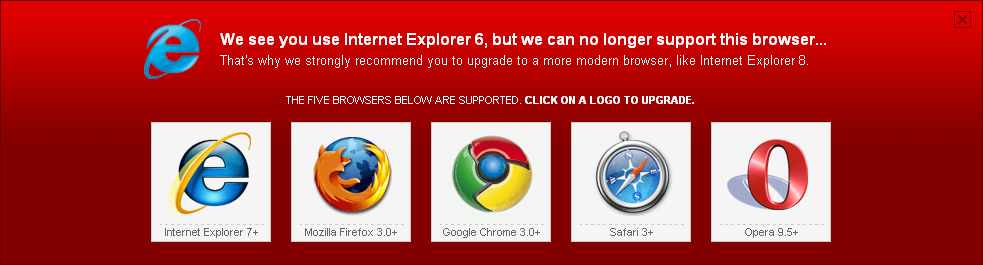 We see you use Internet Explorer 6, but we can no longer support this browser...
That's why we strongly recommend you to upgrade to a more modern browser, like Internet Explorer 8.
THE FIVE BROWSERS BELOW ARE SUPPORTED. CLICK ON A LOGO TO UPGRADE.
Internet Explorer 7+
Mozilla Firefox 3.0+
Google Chrome 3.0+
Safari 3+
Opera 9.5+